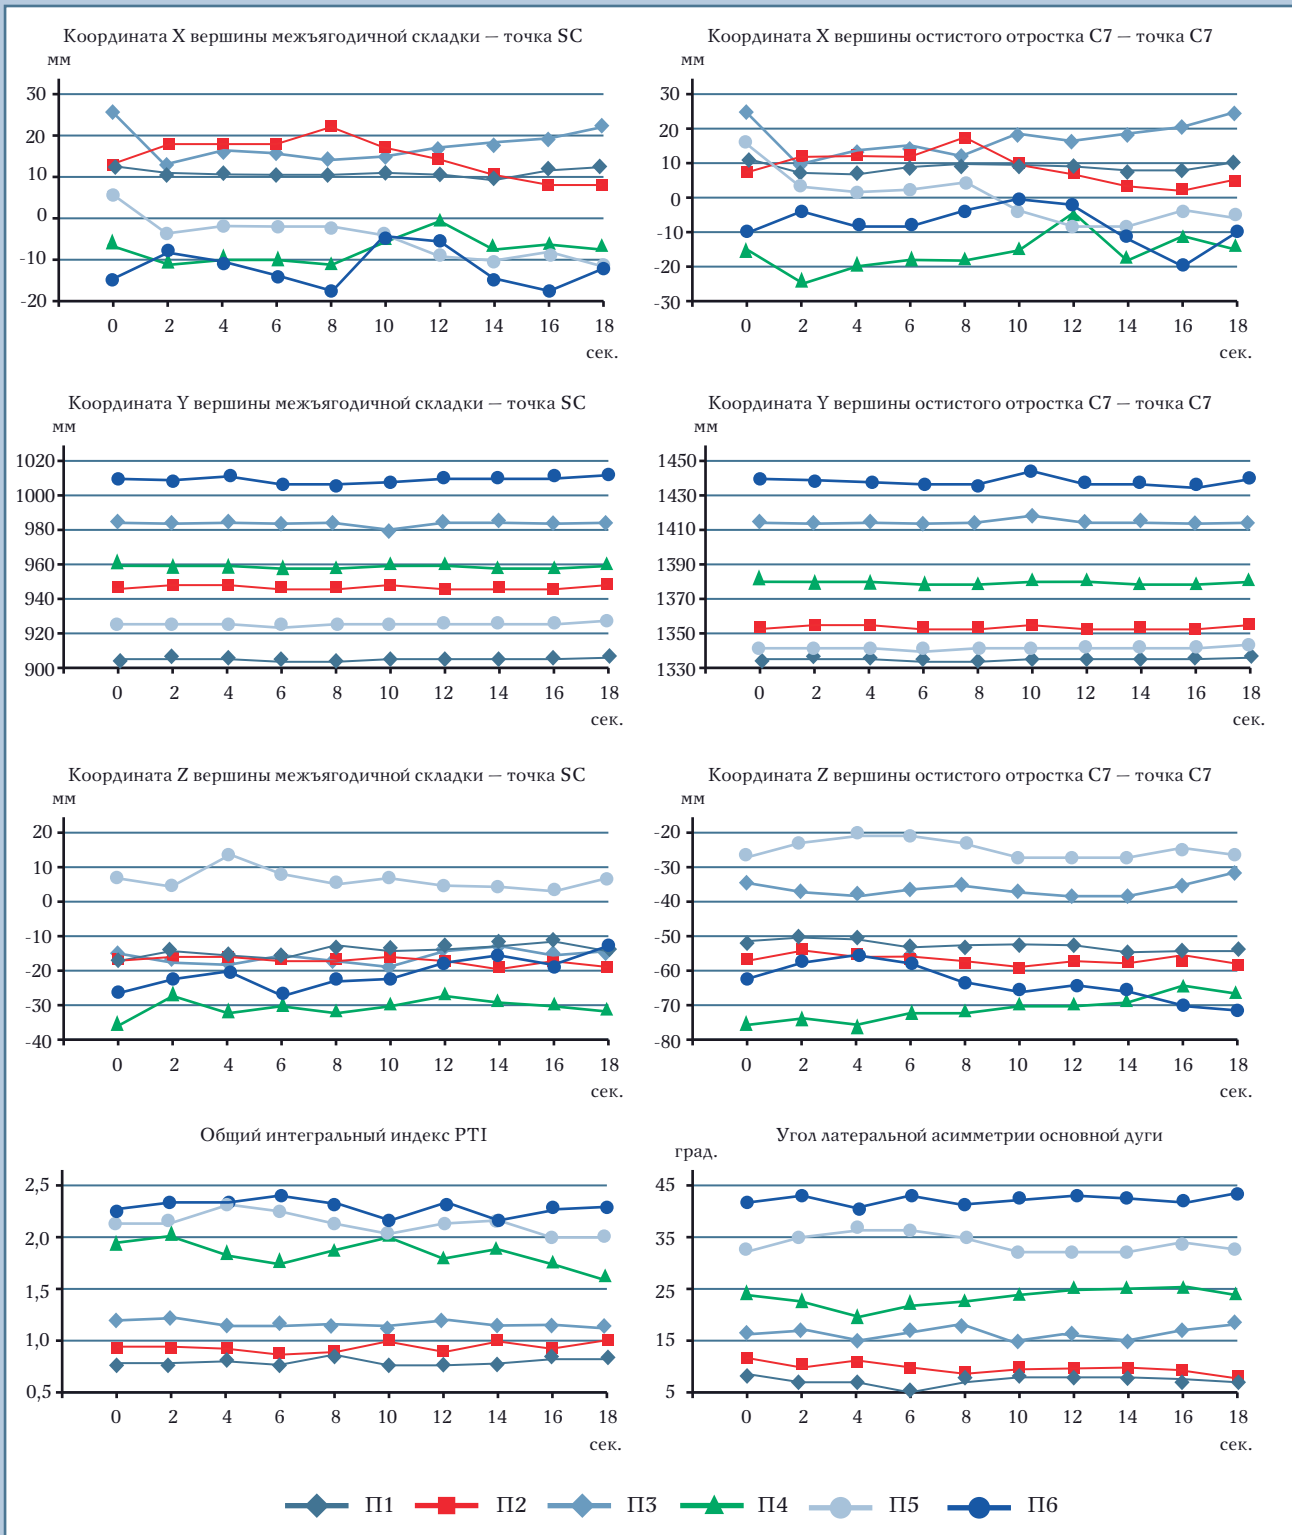 Координата X вершины межъягодичной складки — точка SC
мм
30
20
10
0
-10
-20
0 2 4 6 8 10 12 14 16 18
сек.
Координата X вершины остистого отростка C7 — точка C7
мм
30
20
10
0
-10
-20
-30
0 2 4 6 8 10 12 14 16 18
сек.
Координата Y вершины межъягодичной складки — точка SC
мм
1020
1000
980
960
940
920
900
0 2 4 6 8 10 12 14 16 18
сек.
Координата Y вершины остистого отростка C7 — точка C7
мм
1450
1430
1410
1390
1370
1350
1330
0 2 4 6 8 10 12 14 16 18
сек.
Координата Z вершины межъягодичной складки — точка SC
мм
20
10
0
-10
-20
-30
-40
0 2 4 6 8 10 12 14 16 18
сек.
Координата Z вершины остистого отростка C7 — точка C7
мм
-20
-30
-40
-50
-60
-70
-80
0 2 4 6 8 10 12 14 16 18
сек.
Общий интегральный индекс PTI
2,5
2,0
1,5
1,0
0,5
0 2 4 6 8 10 12 14 16 18
сек.
Угол латеральной асимметрии основной дуги
град.
45
35
25
15
5
0 2 4 6 8 10 12 14 16 18
сек.
П1 П2 П3 П4 П5 П6